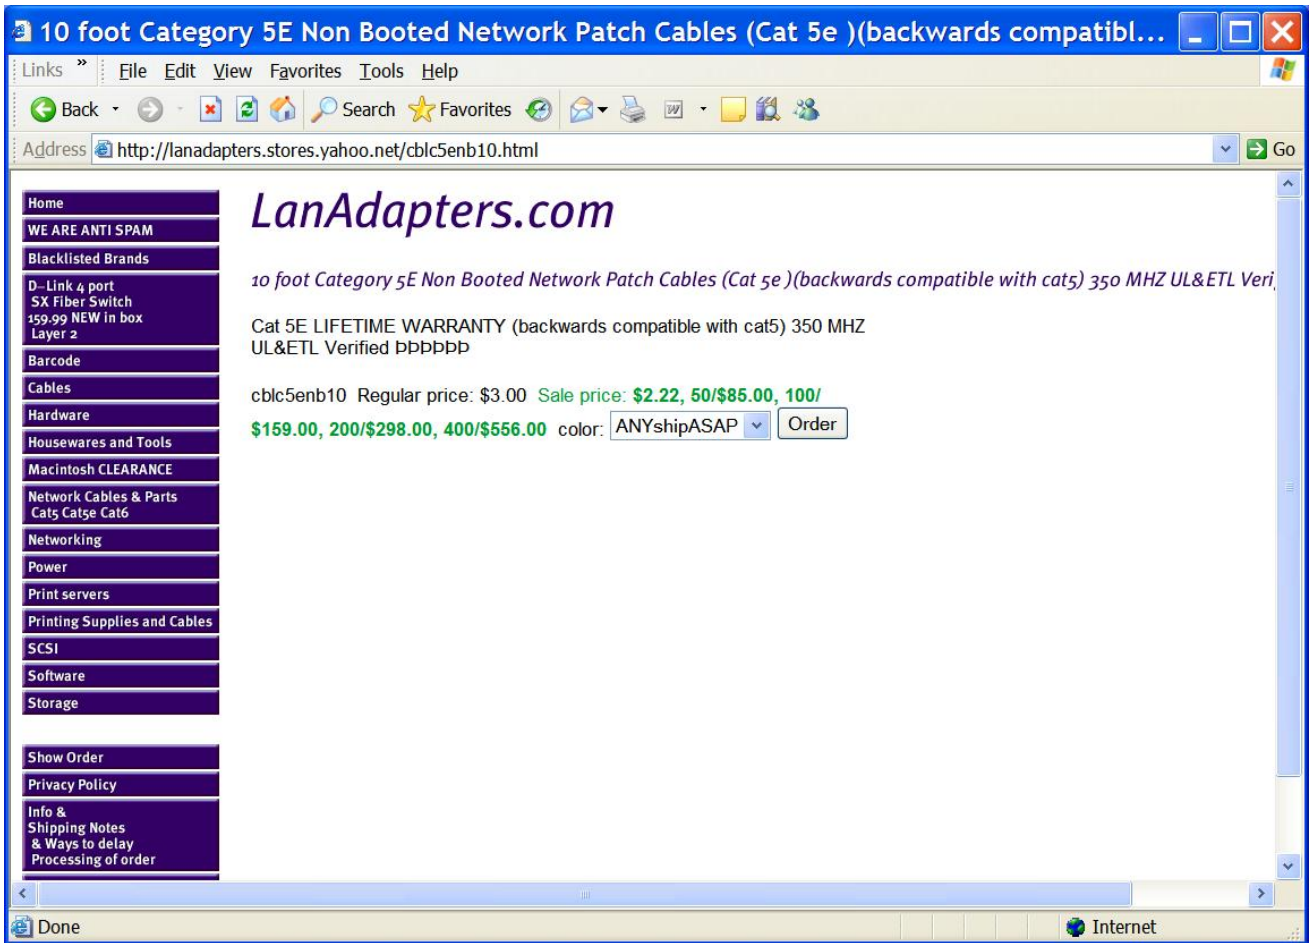 10 foot Category 5E Non Booted Network Patch Cables (Cat 5e )(backwards compatibl...
Links » File Edit View Favorites Tools Help
Back Search Favorites
Address http://lanadapters.stores.yahoo.net/cblc5enb10.html Go
Home
WE ARE ANTI SPAM
Blacklisted Brands
D-Link 4 port
SX Fiber Switch
159.99 NEW in box
Layer 2
Barcode
Cables
Hardware
Housewares and Tools
Macintosh CLEARANCE
Network Cables & Parts
Cat5 Cat5e Cat6
Networking
Power
Print servers
Printing Supplies and Cables
SCSI
Software
Storage
Show Order
Privacy Policy
Info &
Shipping Notes
& Ways to delay
Processing of order
LanAdapters.com
10 foot Category 5E Non Booted Network Patch Cables (Cat 5e )(backwards compatible with cat5) 350 MHZ UL&ETL Veri
Cat 5E LIFETIME WARRANTY (backwards compatible with cat5) 350 MHZ
UL&ETL Verified ÞÞÞÞÞÞ
cblc5enb10 Regular price: $3.00 Sale price: $2.22, 50/$85.00, 100/
$159.00, 200/$298.00, 400/$556.00 color: ANYshipASAP Order
Done Internet